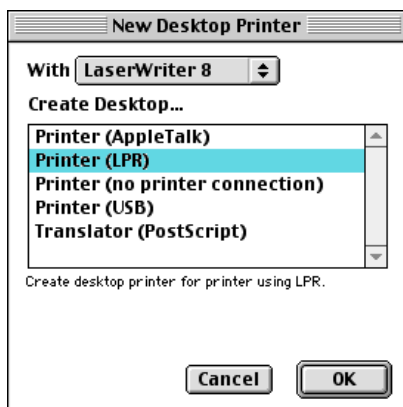 New Desktop Printer
With LaserWriter 8
Create Desktop...
Printer (AppleTalk)
Printer (LPR)
Printer (no printer connection)
Printer (USB)
Translator (PostScript)
Create desktop printer for printer using LPR.
Cancel OK